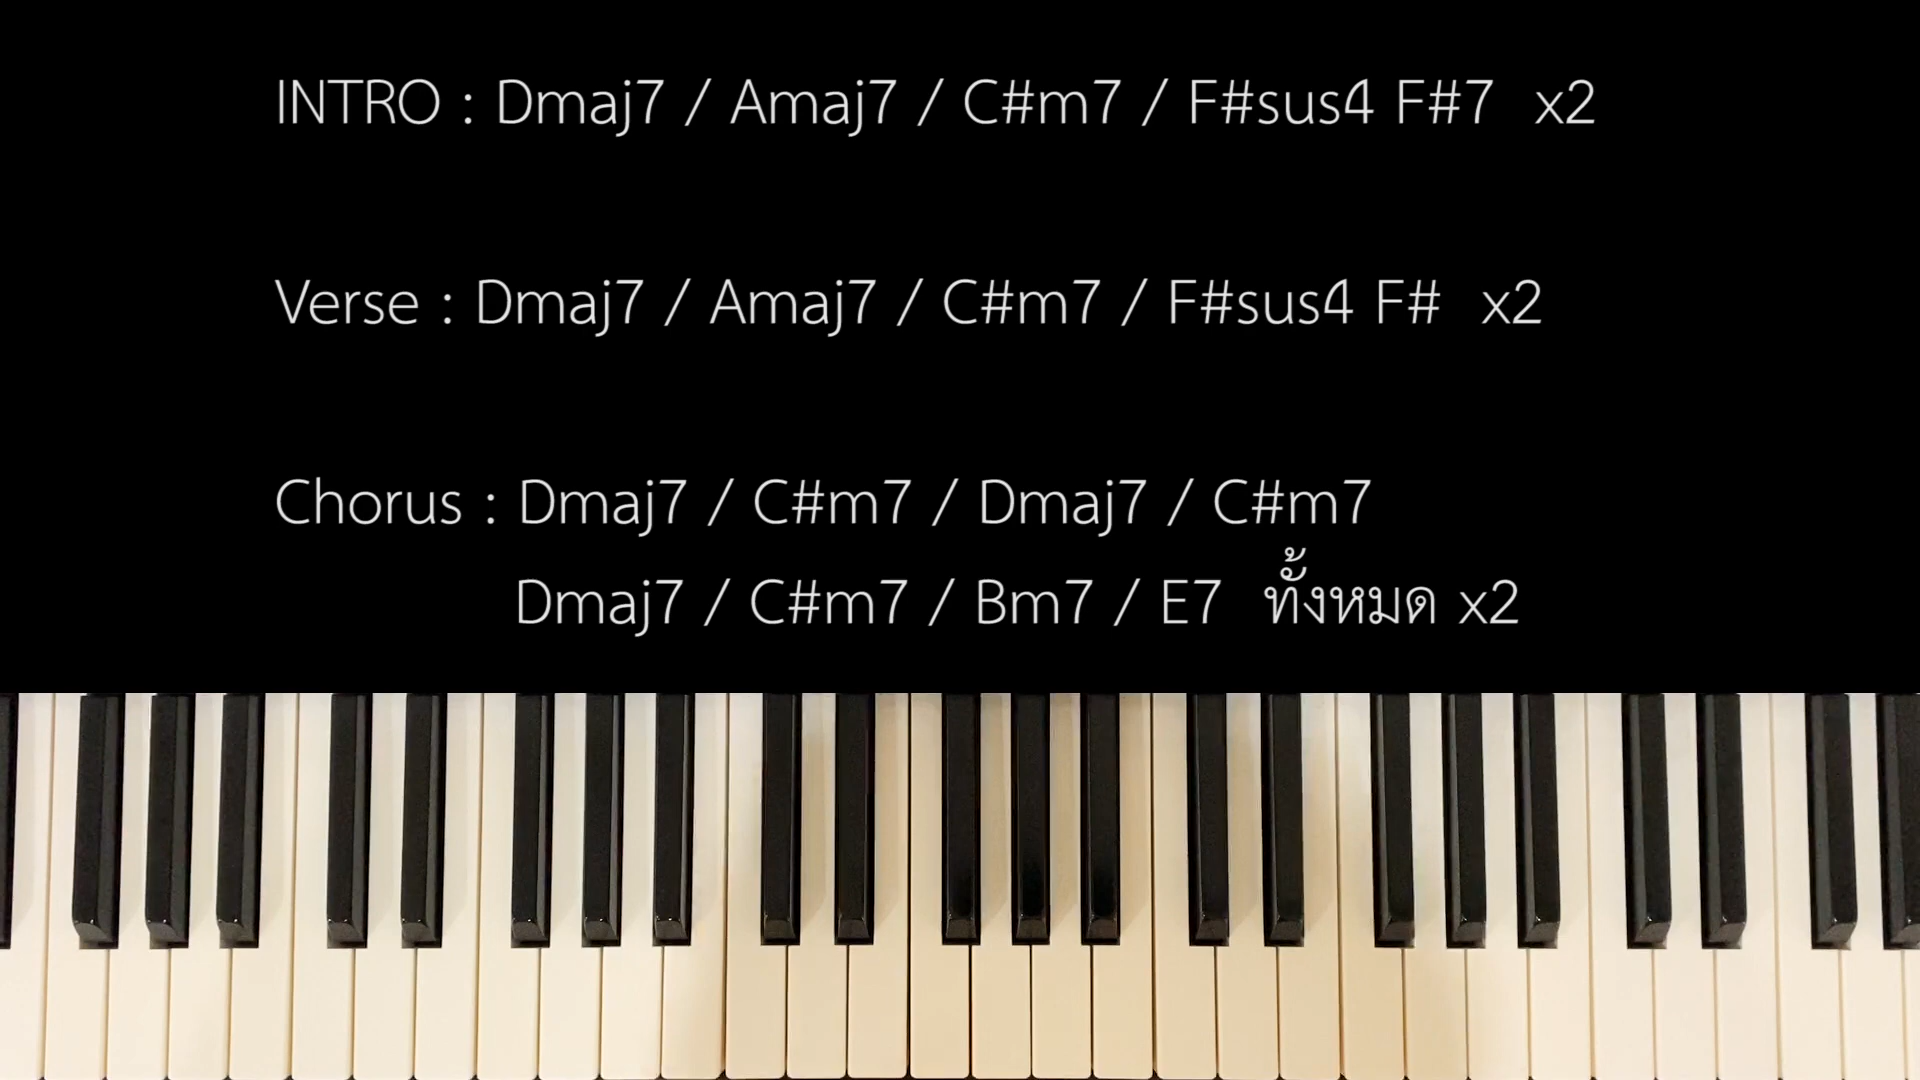 INTRO : Dmaj7 / Amaj7 / C#m7 / F#sus4 F#7 x2
Verse : Dmaj7 / Amaj7 / C#m7 / F#sus4 F# x2
Chorus : Dmaj7 / C#m7 / Dmaj7 / C#m7
Dmaj7 / C#m7 / Bm7 / E7 ทั้งหมด x2